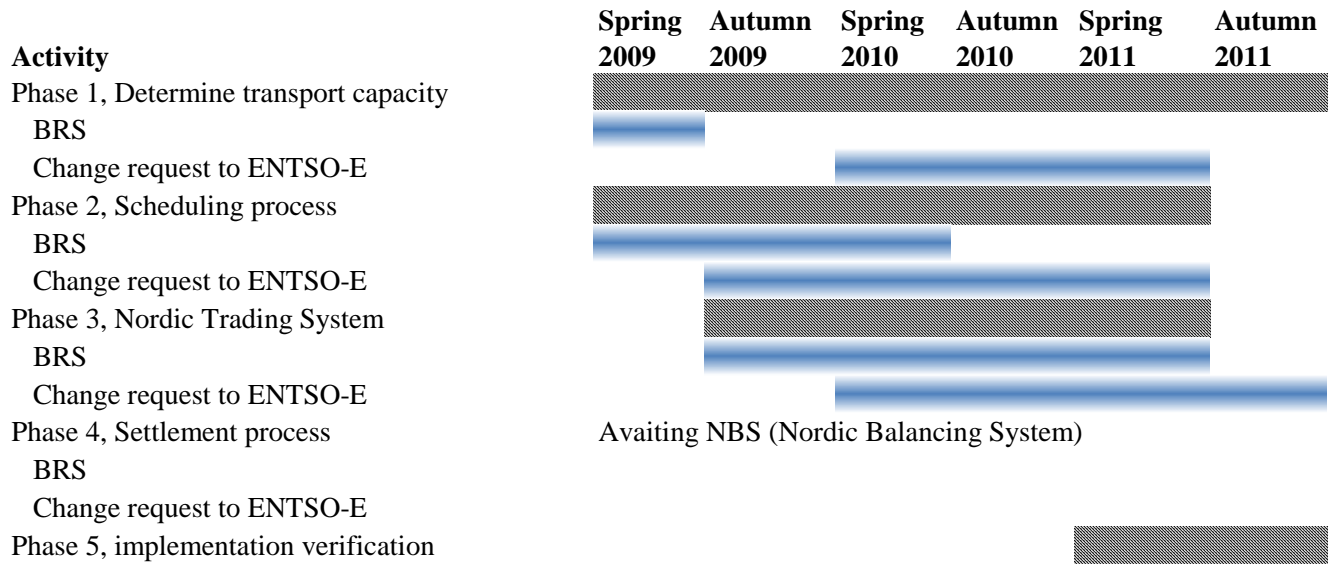 Spring Autumn Spring Autumn Spring Autumn
Activity 2009 2009 2010 2010 2011 2011
Phase 1, Determine transport capacity
BRS
Change request to ENTSO-E
Phase 2, Scheduling process
BRS
Change request to ENTSO-E
Phase 3, Nordic Trading System
BRS
Change request to ENTSO-E
Phase 4, Settlement process Avaiting NBS (Nordic Balancing System)
BRS
Change request to ENTSO-E
Phase 5, implementation verification